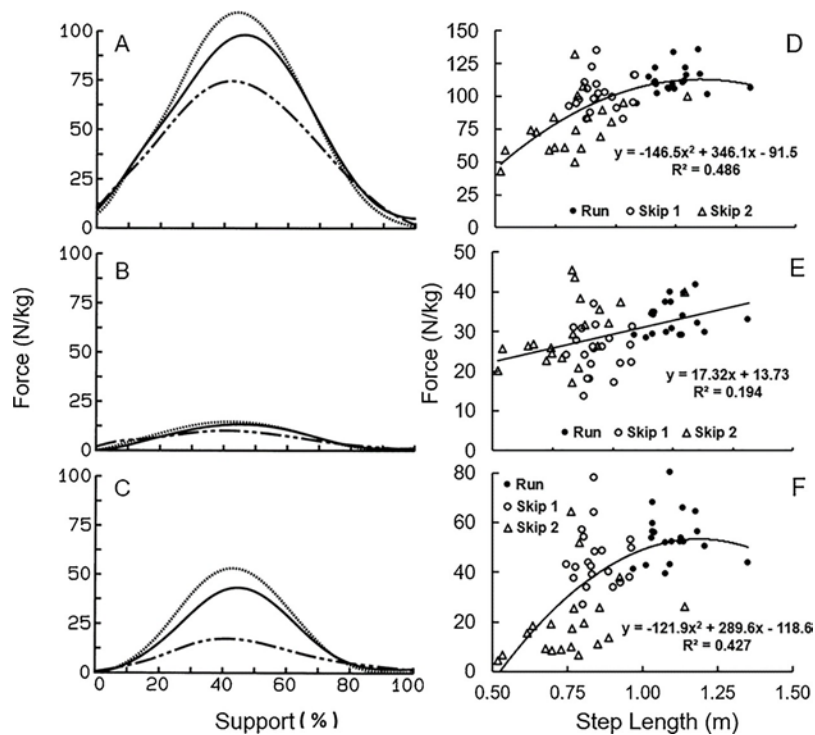 A
100
75
50
25
0
Force (N/kg)
B
100
75
50
25
0
C
100
75
50
25
0
0 20 40 60 80 100
Support (%)
D
150
125
100
75
50
25
0
y = -146.5x² + 346.1x - 91.5
R² = 0.486
Run Skip 1 Skip 2
Force (N/kg)
E
50
40
30
20
10
0
y = 17.32x + 13.73
R² = 0.194
Run Skip 1 Skip 2
F
80
60
40
20
0
Run
Skip 1
Skip 2
y = -121.9x² + 289.6x - 118.6
R² = 0.427
0.50 0.75 1.00 1.25 1.50
Step Length (m)